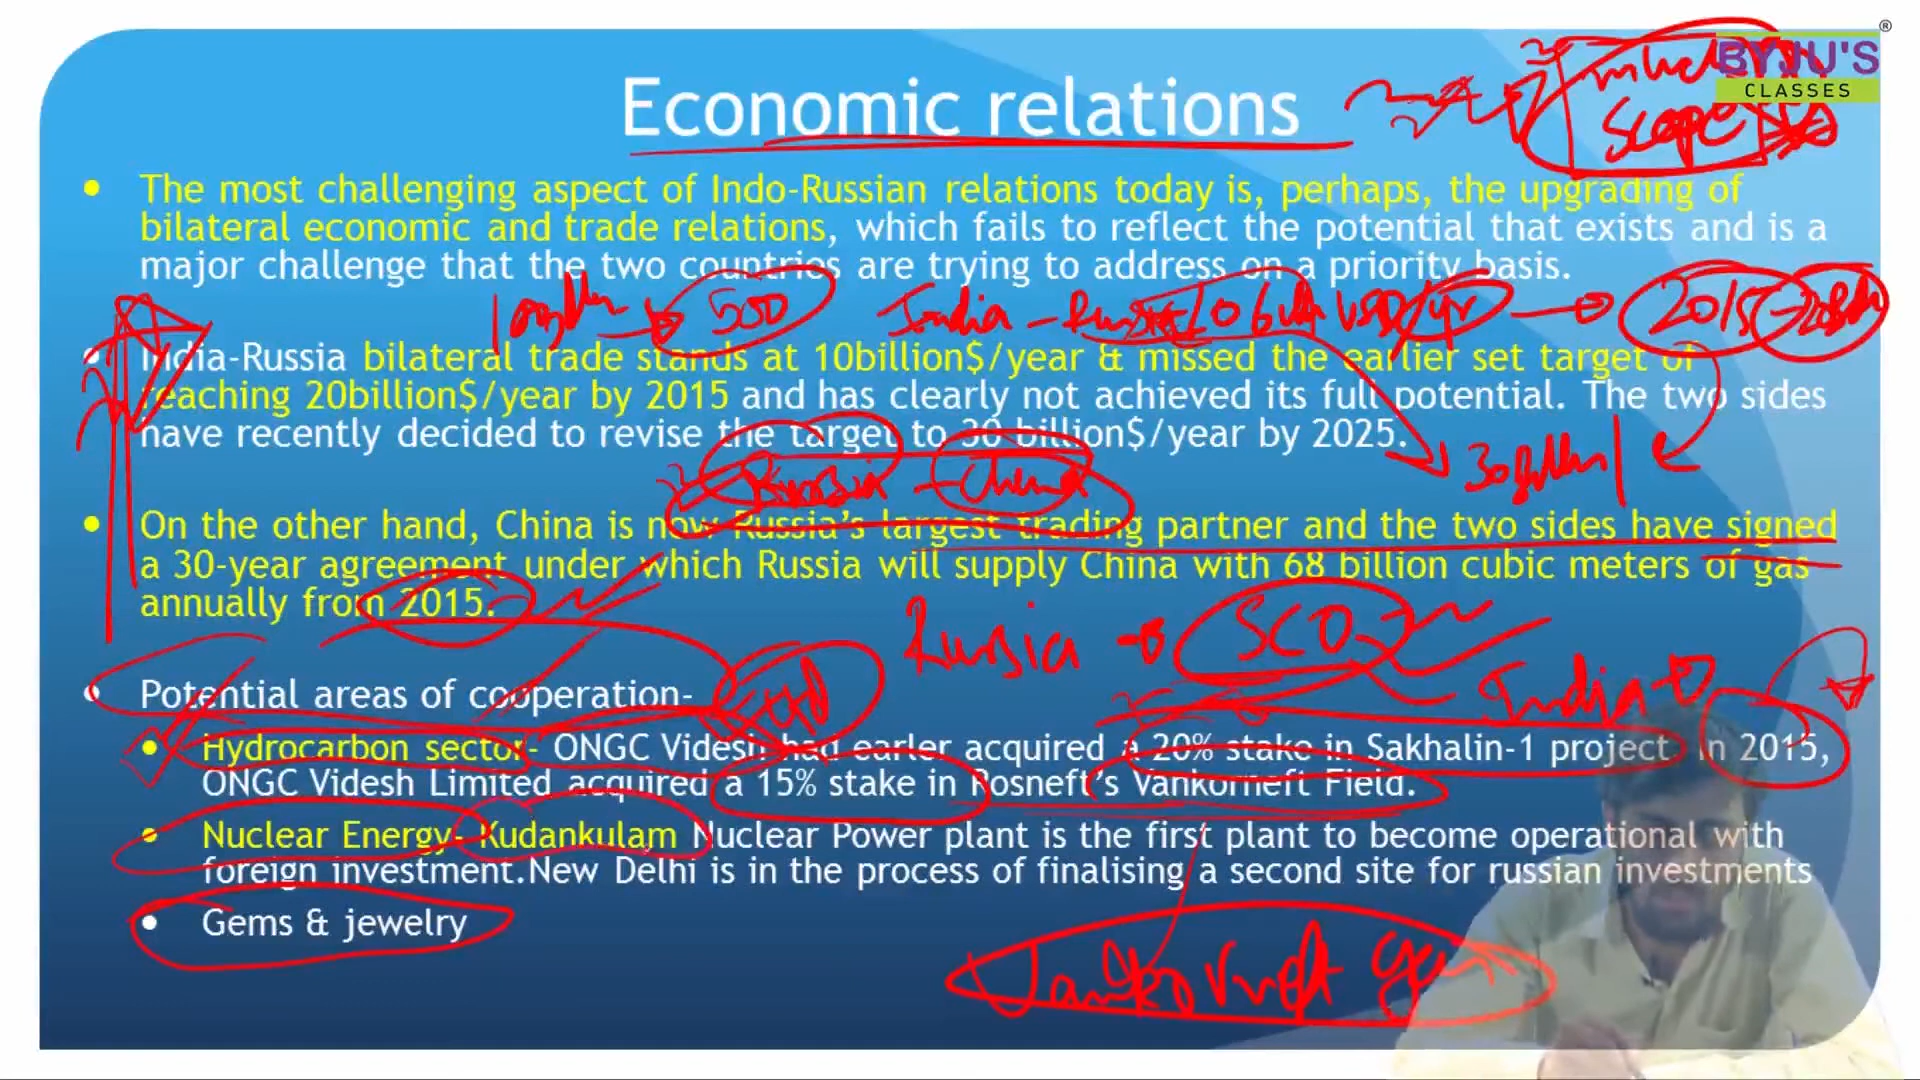 ®
BYJU'S
CLASSES
Scope
Economic relations
• The most challenging aspect of Indo-Russian relations today is, perhaps, the upgrading of
bilateral economic and trade relations, which fails to reflect the potential that exists and is a
major challenge that the two countries are trying to address on a priority basis.
500 India - Russia 10 USD/yr 2015
• India-Russia bilateral trade stands at 10billion$/year & missed the earlier set target of
reaching 20billion$/year by 2015 and has clearly not achieved its full potential. The two sides
have recently decided to revise the target to 30 billion$/year by 2025.
Russia - China
• On the other hand, China is now Russia's largest trading partner and the two sides have signed
a 30-year agreement under which Russia will supply China with 68 billion cubic meters of gas
annually from 2015.
Russia → SCO
India
• Potential areas of cooperation-
• Hydrocarbon sector- ONGC Videsh had earler acquired a 20% stake in Sakhalin-1 project. In 2015,
ONGC Videsh Limited acquired a 15% stake in Rosneft's Vankorneft Field.
• Nuclear Energy- Kudankulam Nuclear Power plant is the first plant to become operational with
foreign investment.New Delhi is in the process of finalising a second site for russian investments
• Gems & jewelry